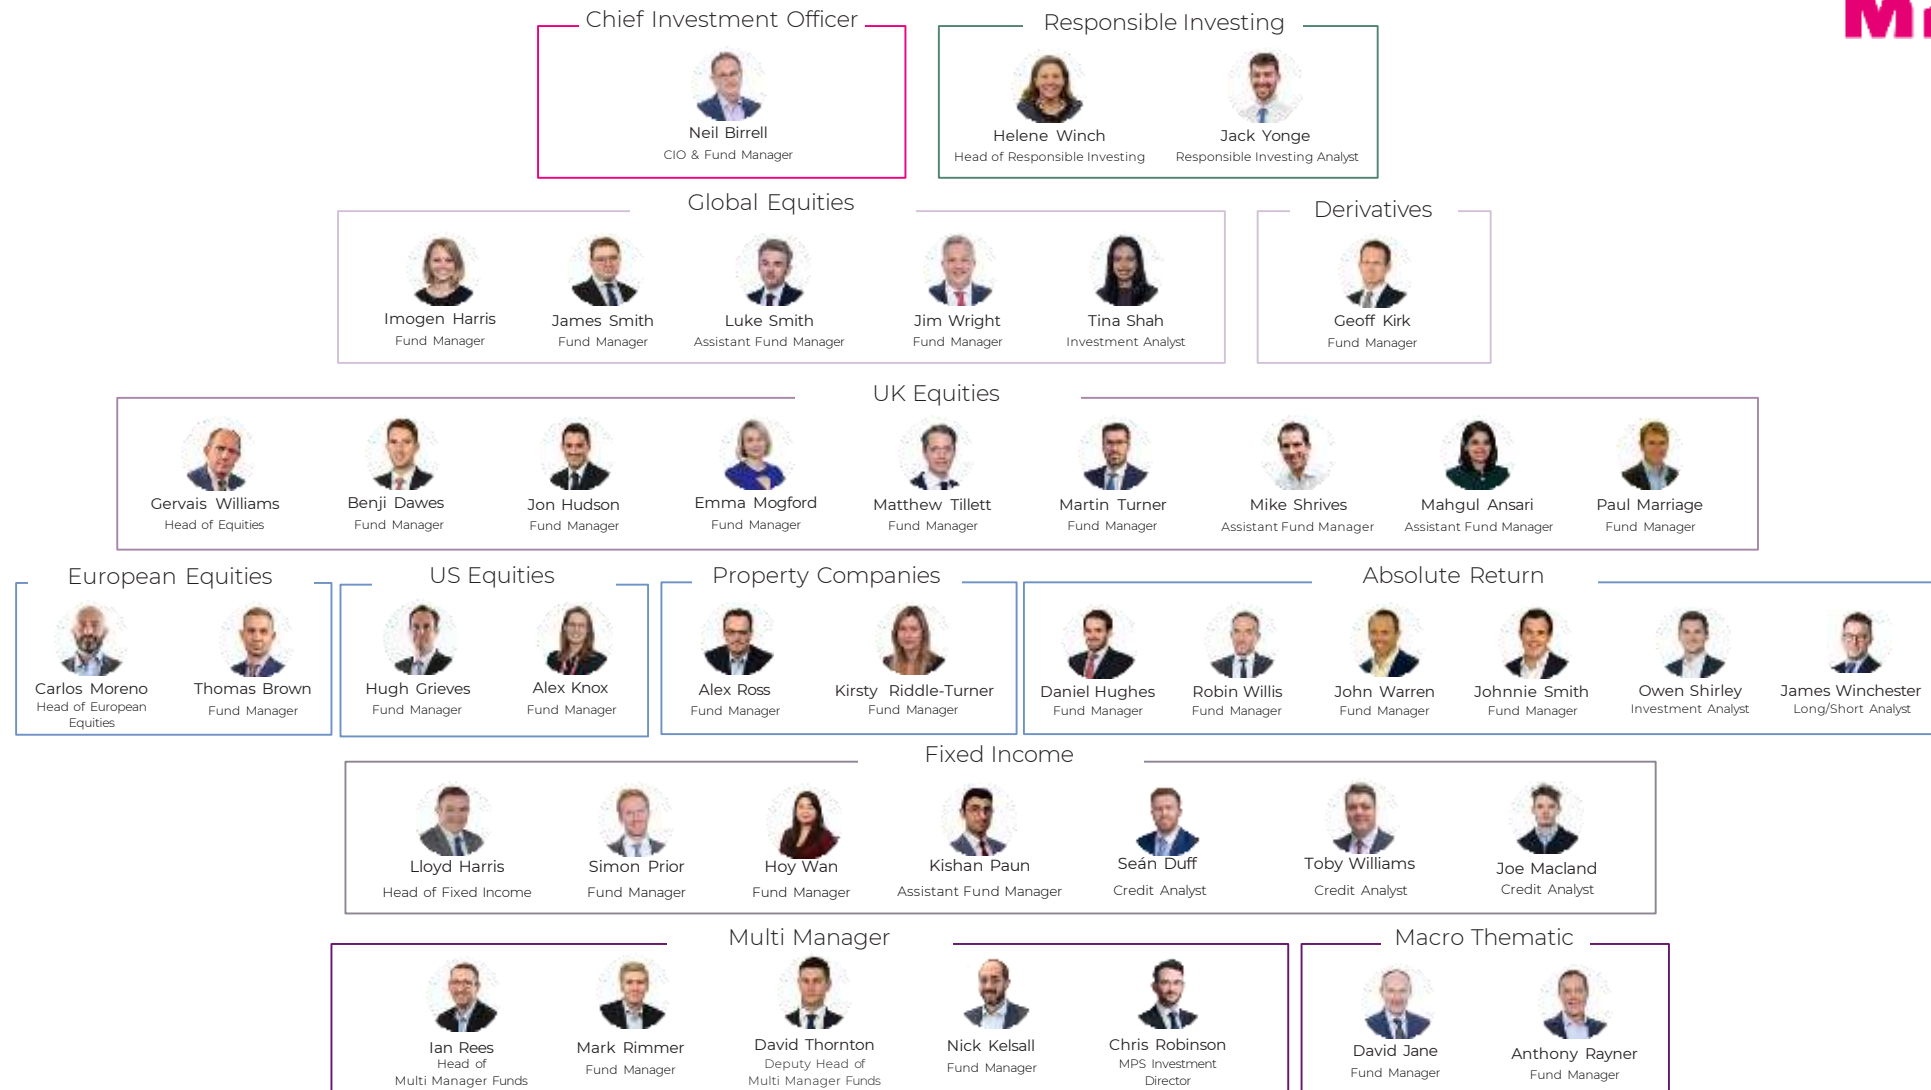 Chief Investment Officer
Neil Birrell
CIO & Fund Manager
Responsible Investing
Helene Winch
Head of Responsible Investing
Jack Yonge
Responsible Investing Analyst
Global Equities
Imogen Harris
Fund Manager
James Smith
Fund Manager
Luke Smith
Assistant Fund Manager
Jim Wright
Fund Manager
Tina Shah
Investment Analyst
Derivatives
Geoff Kirk
Fund Manager
UK Equities
Gervais Williams
Head of Equities
Benji Dawes
Fund Manager
Jon Hudson
Fund Manager
Emma Mogford
Fund Manager
Matthew Tillett
Fund Manager
Martin Turner
Fund Manager
Mike Shrives
Assistant Fund Manager
Mahgul Ansari
Assistant Fund Manager
Paul Marriage
Fund Manager
European Equities
Carlos Moreno
Head of European
Equities
Thomas Brown
Fund Manager
US Equities
Hugh Grieves
Fund Manager
Alex Knox
Fund Manager
Property Companies
Alex Ross
Fund Manager
Kirsty Riddle-Turner
Fund Manager
Absolute Return
Daniel Hughes
Fund Manager
Robin Willis
Fund Manager
John Warren
Fund Manager
Johnnie Smith
Fund Manager
Owen Shirley
Investment Analyst
James Winchester
Long/Short Analyst
Fixed Income
Lloyd Harris
Head of Fixed Income
Simon Prior
Fund Manager
Hoy Wan
Fund Manager
Kishan Paun
Assistant Fund Manager
Seán Duff
Credit Analyst
Toby Williams
Credit Analyst
Joe Macland
Credit Analyst
Multi Manager
Ian Rees
Head of
Multi Manager Funds
Mark Rimmer
Fund Manager
David Thornton
Deputy Head of
Multi Manager Funds
Nick Kelsall
Fund Manager
Chris Robinson
MPS Investment
Director
Macro Thematic
David Jane
Fund Manager
Anthony Rayner
Fund Manager